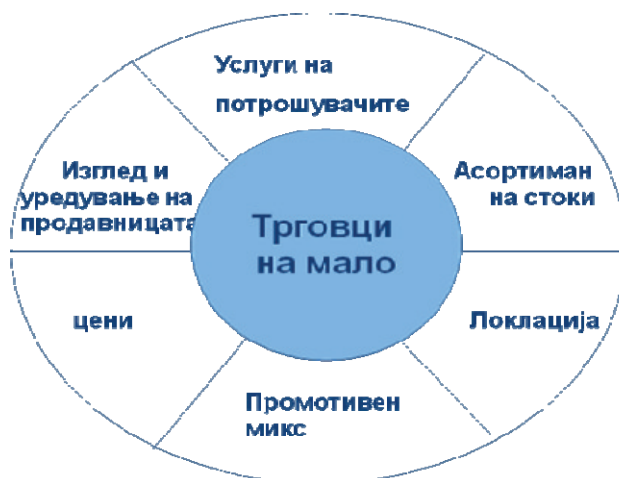 Услуги на
потрошувачите
Изглед и
уредување на
продавницата
Асортиман
на стоки
Трговци
на мало
цени
Локлација
Промотивен
микс